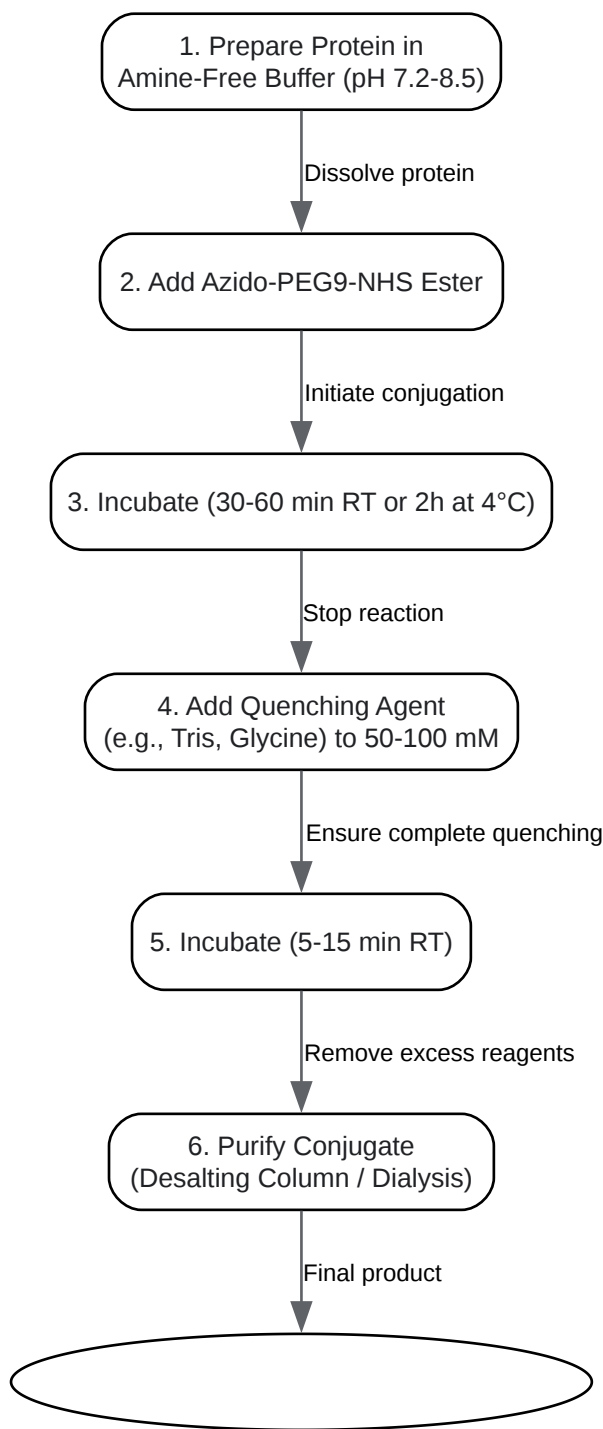 1. Prepare Protein in
Amine-Free Buffer (pH 7.2-8.5)
Dissolve protein
2. Add Azido-PEG9-NHS Ester
Initiate conjugation
3. Incubate (30-60 min RT or 2h at 4°C)
Stop reaction
4. Add Quenching Agent
(e.g., Tris, Glycine) to 50-100 mM
Ensure complete quenching
5. Incubate (5-15 min RT)
Remove excess reagents
6. Purify Conjugate
(Desalting Column / Dialysis)
Final product